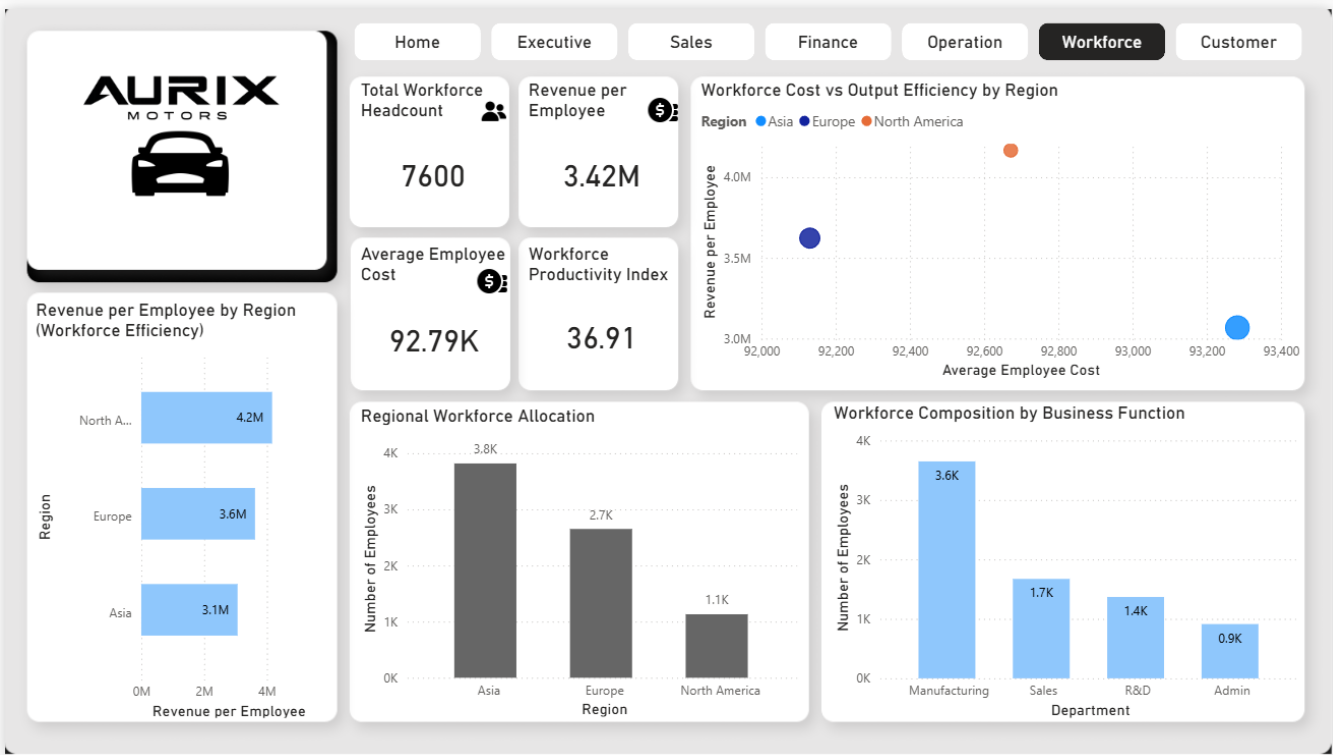 AURIX
MOTORS
Home
Executive
Sales
Finance
Operation
Workforce
Customer
Total Workforce
Headcount
7600
Revenue per
Employee
$
3.42M
Average Employee
Cost
$
92.79K
Workforce
Productivity Index
36.91
Workforce Cost vs Output Efficiency by Region
Region Asia Europe North America
Revenue per Employee
4.0M
3.5M
3.0M
92,000 92,200 92,400 92,600 92,800 93,000 93,200 93,400
Average Employee Cost
Revenue per Employee by Region
(Workforce Efficiency)
Region
North A... 4.2M
Europe 3.6M
Asia 3.1M
0M 2M 4M
Revenue per Employee
Regional Workforce Allocation
Number of Employees
4K
3K
2K
1K
0K
3.8K
2.7K
1.1K
Asia Europe North America
Region
Workforce Composition by Business Function
Number of Employees
4K
3K
2K
1K
0K
3.6K
1.7K
1.4K
0.9K
Manufacturing Sales R&D Admin
Department